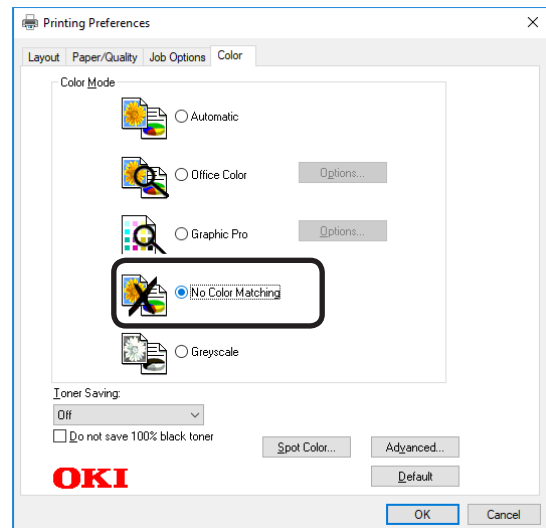 Printing Preferences
Layout Paper/Quality Job Options Color
Color Mode
Automatic
Office Color Options...
Graphic Pro Options...
No Color Matching
Greyscale
Toner Saving:
Off
Do not save 100% black toner
Spot Color... Advanced...
OKI Default
OK Cancel